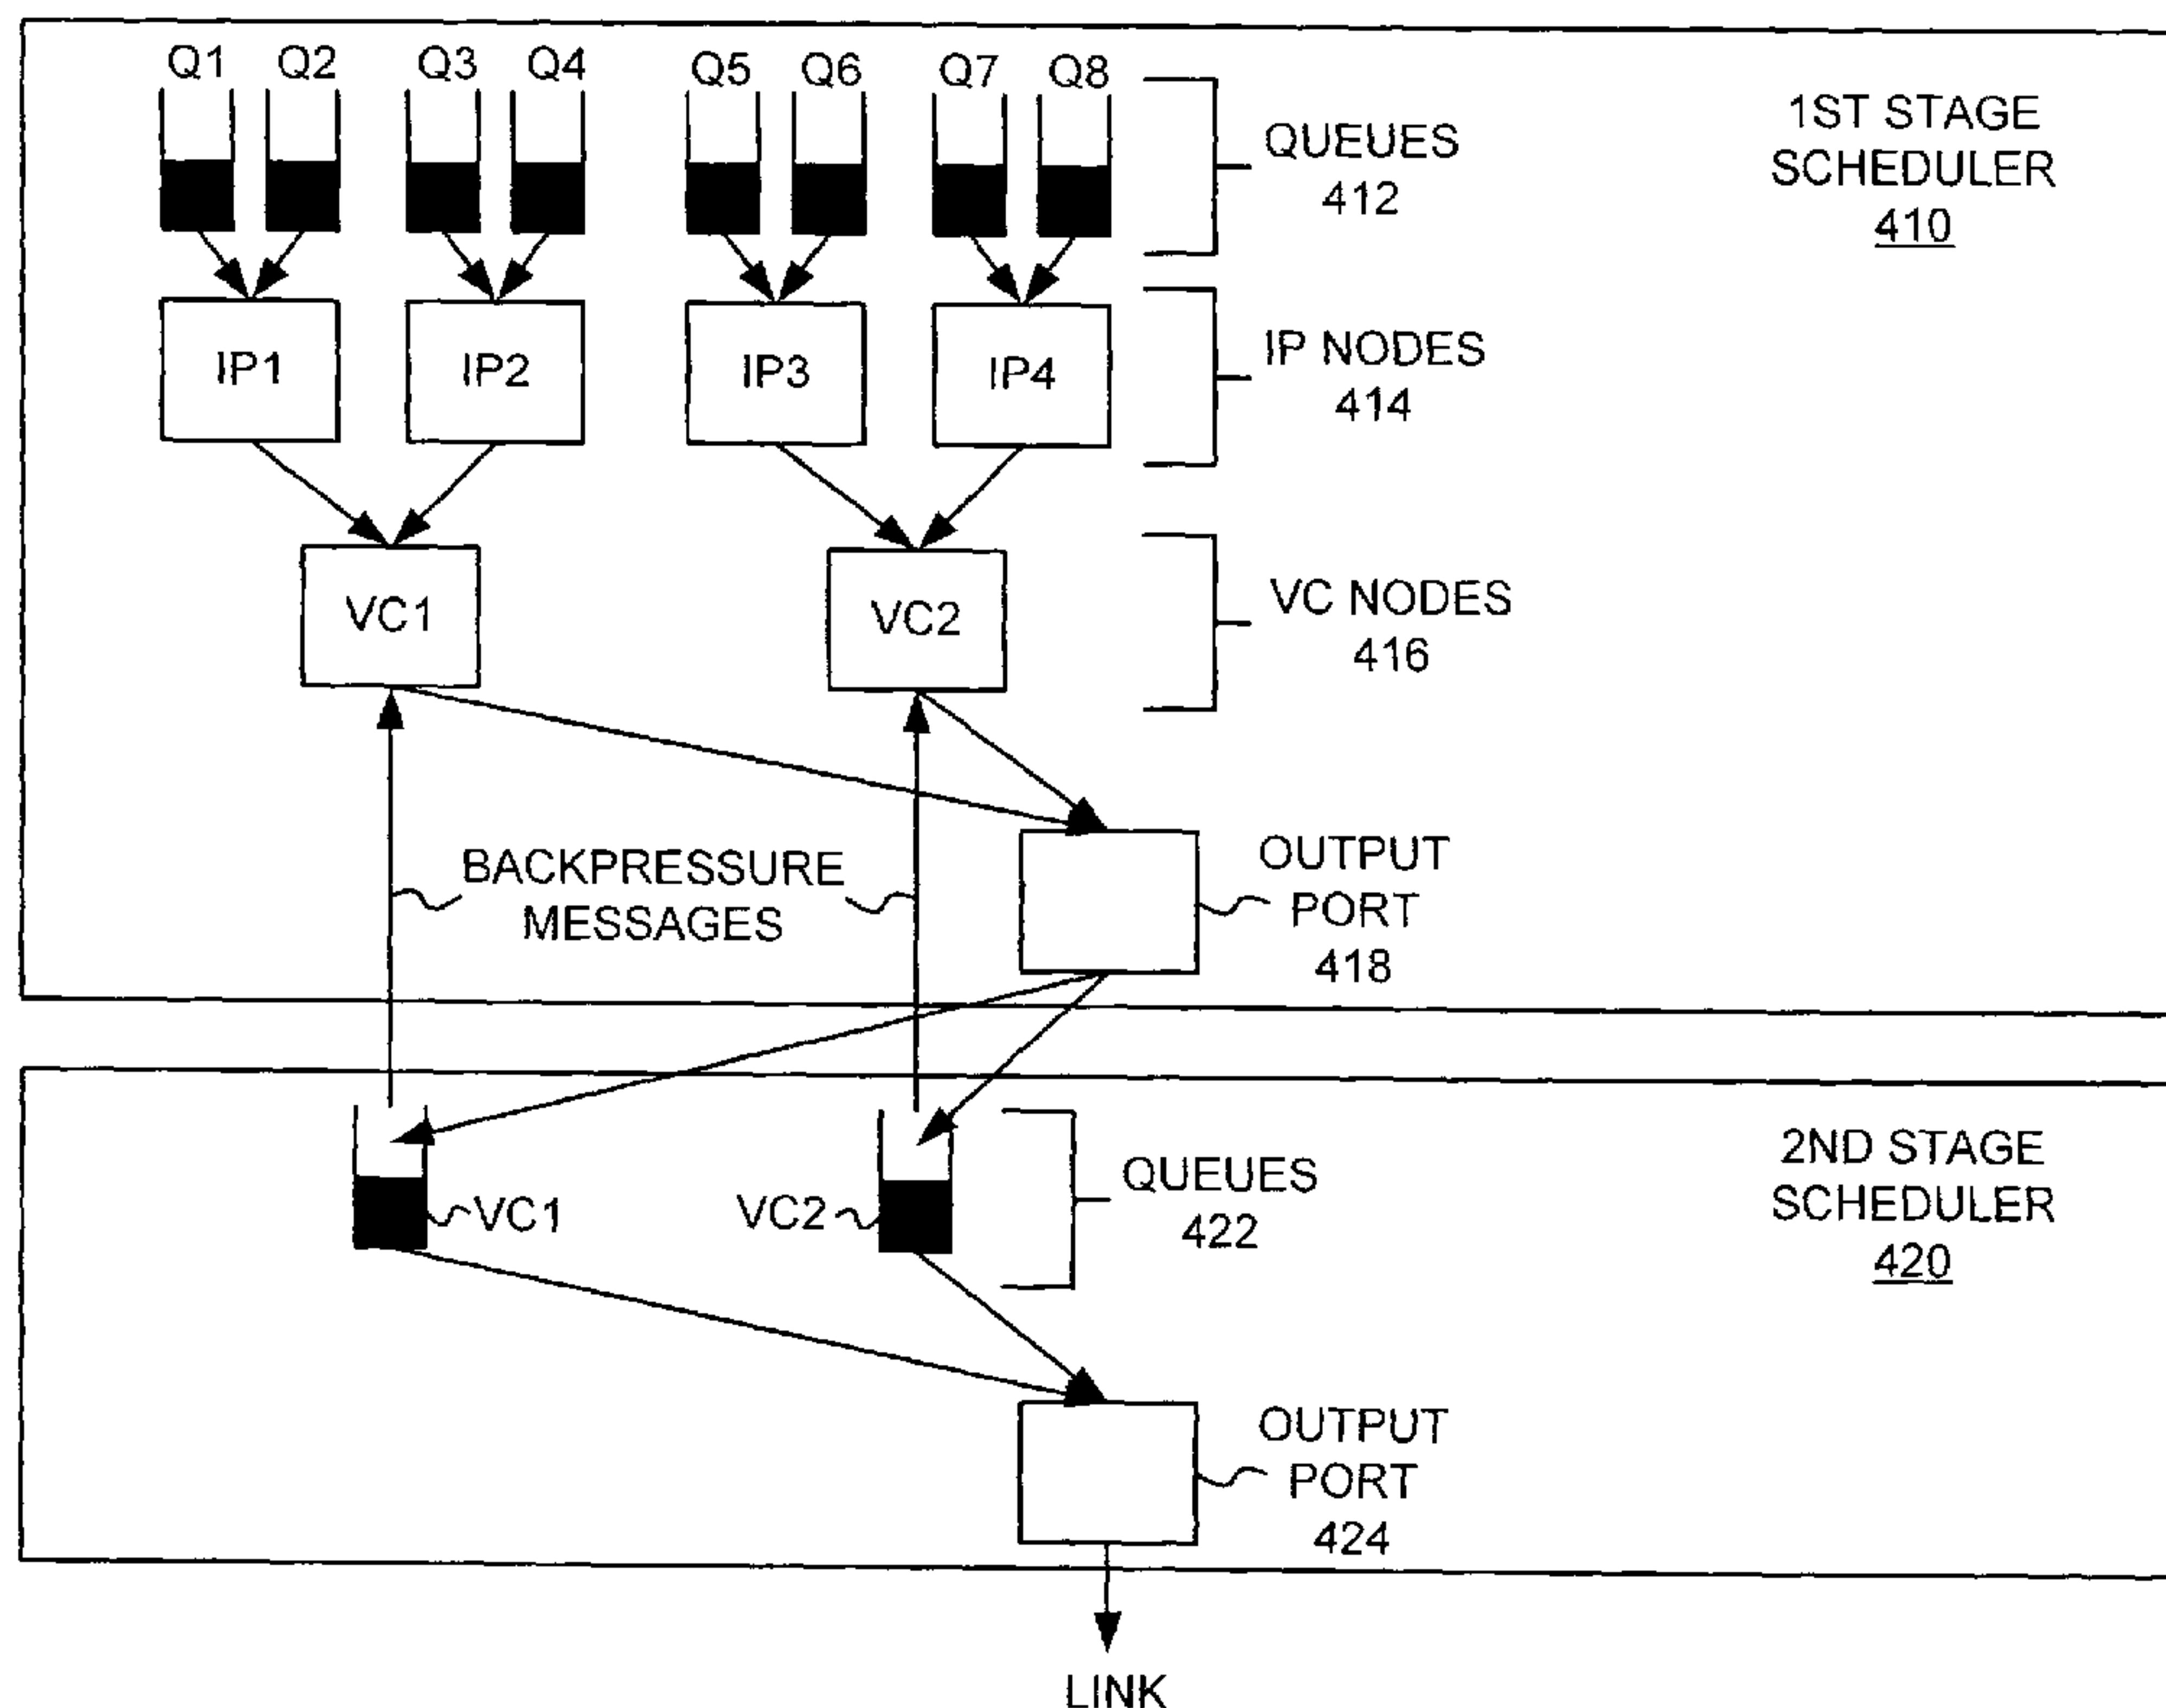 Q1 Q2 Q3 Q4 Q5 Q6 Q7 Q8
QUEUES
412
1ST STAGE
SCHEDULER
410
IP1 IP2 IP3 IP4
IP NODES
414
VC1 VC2
VC NODES
416
BACKPRESSURE
MESSAGES
OUTPUT
PORT
418
VC1 VC2
QUEUES
422
2ND STAGE
SCHEDULER
420
OUTPUT
PORT
424
LINK